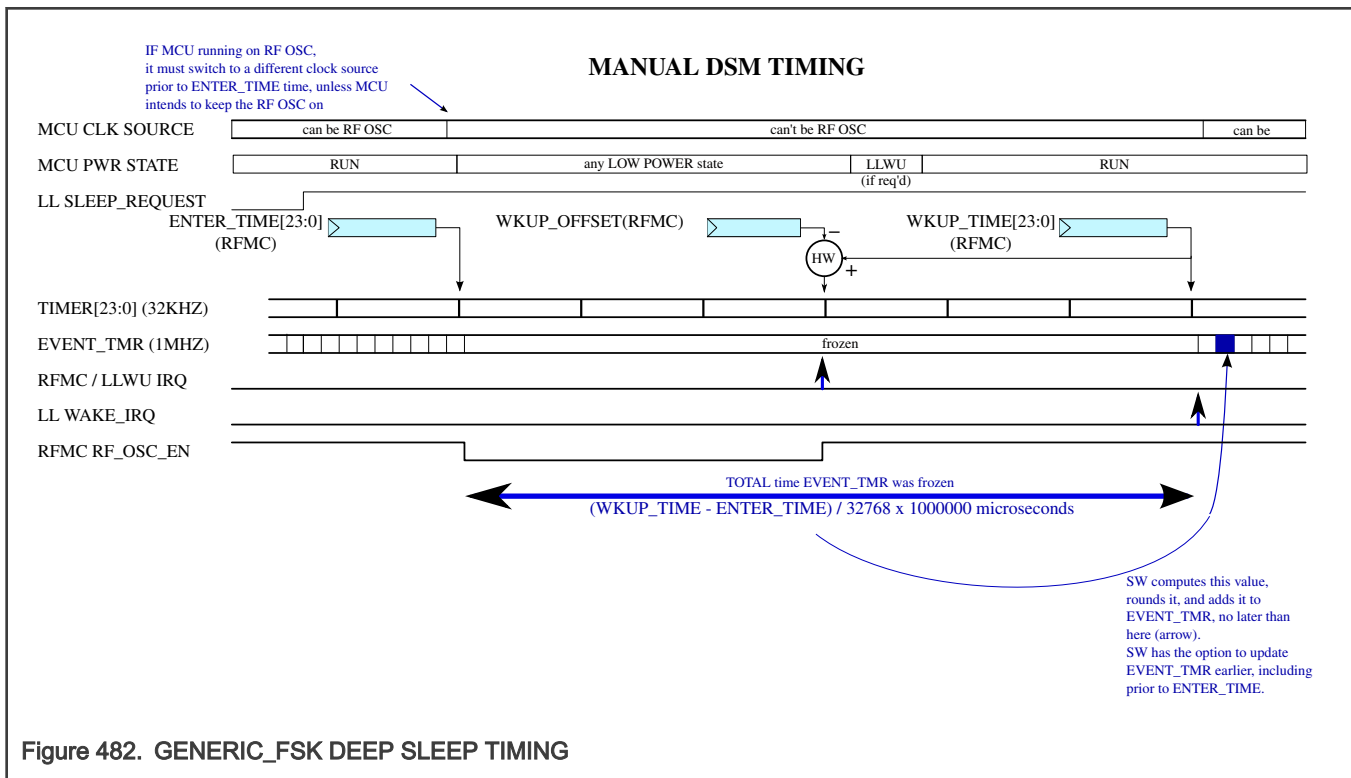 IF MCU running on RF OSC,
it must switch to a different clock source
prior to ENTER_TIME time, unless MCU
intends to keep the RF OSC on
MANUAL DSM TIMING
MCU CLK SOURCE
can be RF OSC
can't be RF OSC
can be
MCU PWR STATE
RUN
any LOW POWER state
LLWU
RUN
(if req'd)
LL SLEEP_REQUEST
ENTER_TIME[23:0]
(RFMC)
WKUP_OFFSET(RFMC)
WKUP_TIME[23:0]
(RFMC)
−
HW
+
TIMER[23:0] (32KHZ)
EVENT_TMR (1MHZ)
frozen
RFMC / LLWU IRQ
LL WAKE_IRQ
RFMC RF_OSC_EN
TOTAL time EVENT_TMR was frozen
(WKUP_TIME - ENTER_TIME) / 32768 x 1000000 microseconds
SW computes this value,
rounds it, and adds it to
EVENT_TMR, no later than
here (arrow).
SW has the option to update
EVENT_TMR earlier, including
prior to ENTER_TIME.
Figure 482. GENERIC_FSK DEEP SLEEP TIMING